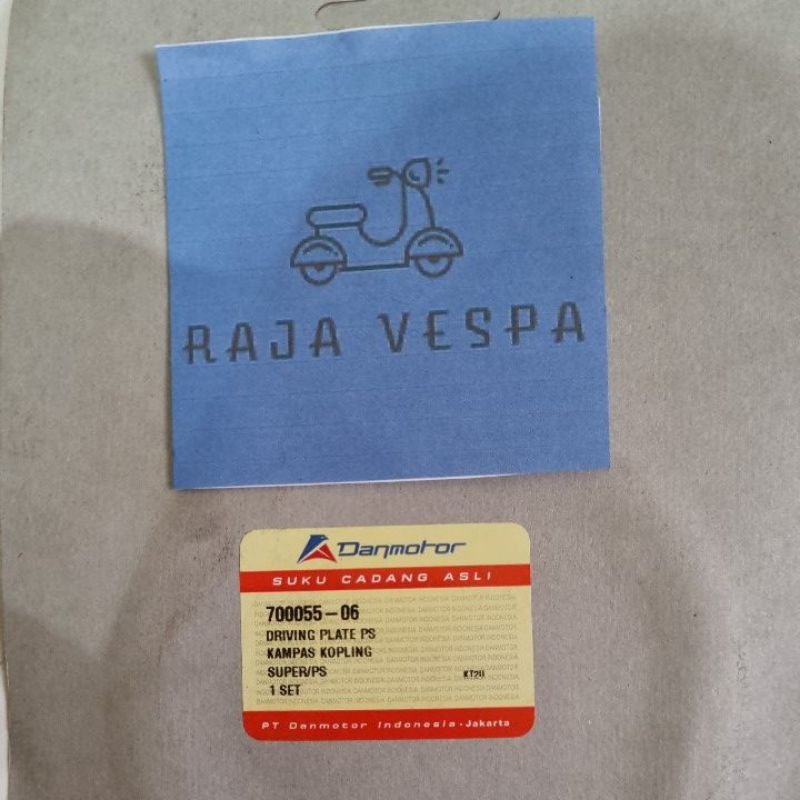 RAJA VESPA
Danmotor
SUKU CADANG ASLI
700055-06
DRIVING PLATE PS
KAMPAS KOPLING
SUPER/PS
1 SET
PT Danmotor Indonesia - Jakarta